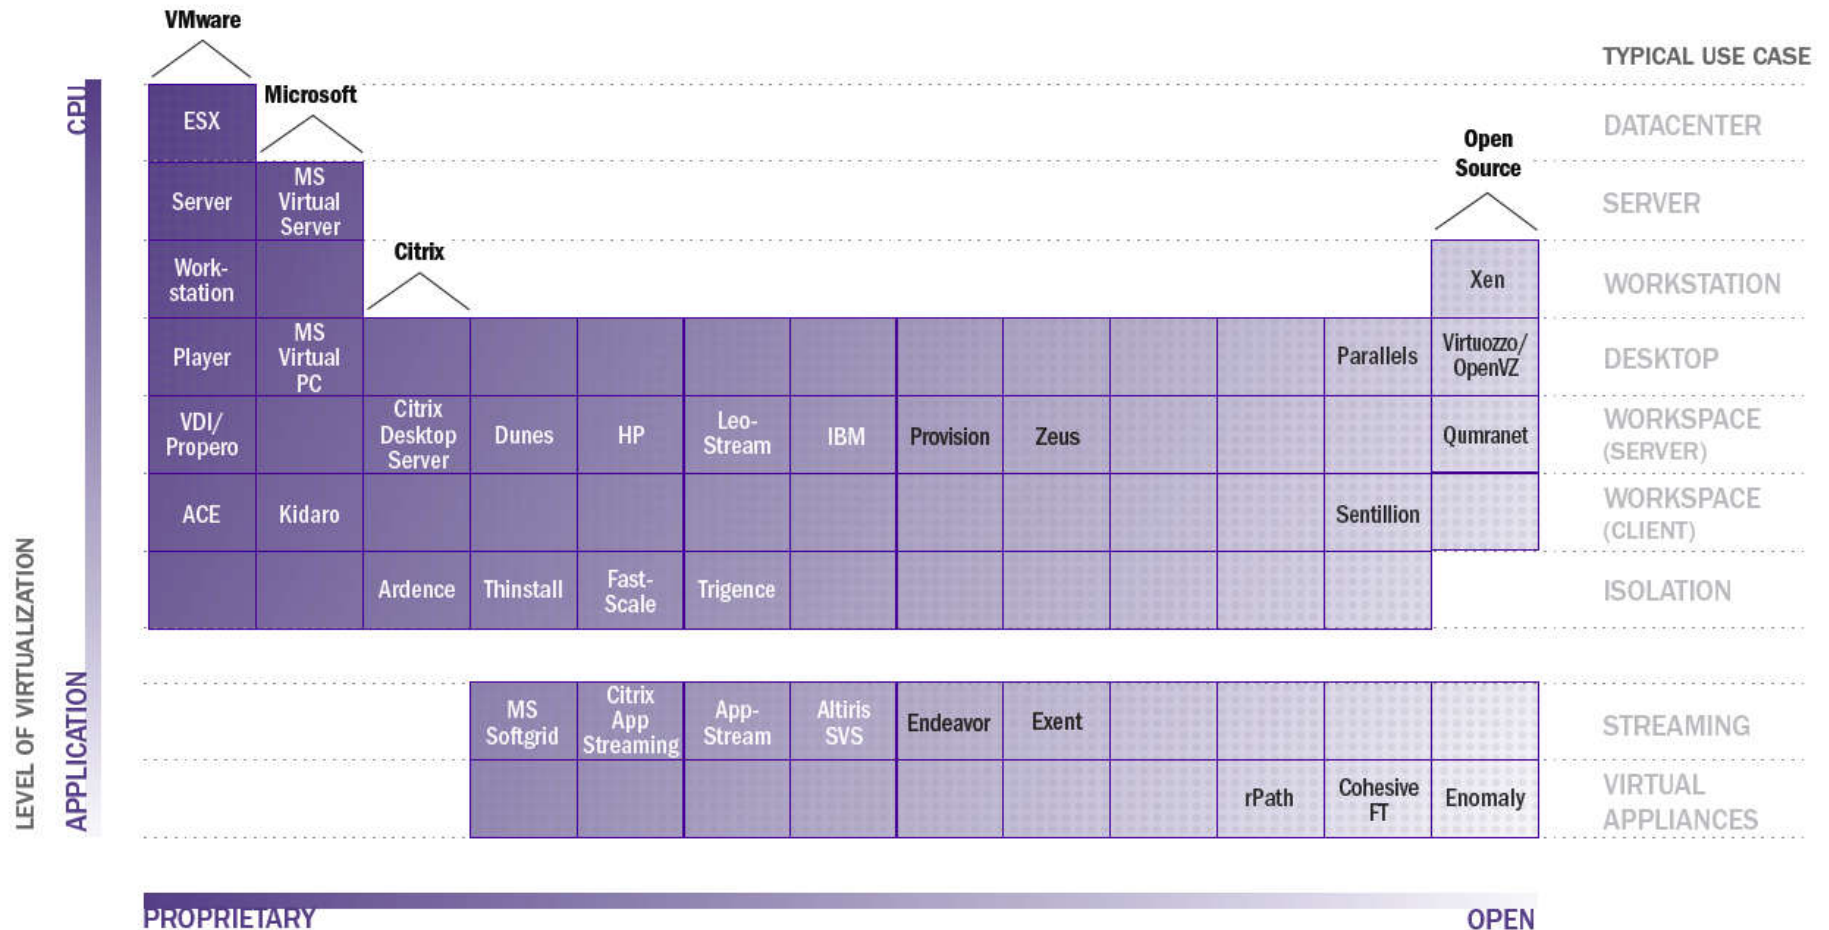 VMware
TYPICAL USE CASE
CPU
Microsoft
ESX
DATACENTER
Open
Source
Server
MS
Virtual
Server
SERVER
Citrix
Work-
station
Xen
WORKSTATION
Player
MS
Virtual
PC
Parallels
Virtuozzo/
OpenVZ
DESKTOP
VDI/
Propero
Citrix
Desktop
Server
Dunes
HP
Leo-
Stream
IBM
Provision
Zeus
Qumranet
WORKSPACE
(SERVER)
ACE
Kidaro
Sentillion
WORKSPACE
(CLIENT)
Ardence
Thinstall
Fast-
Scale
Trigence
ISOLATION
LEVEL OF VIRTUALIZATION
APPLICATION
MS
Softgrid
Citrix
App
Streaming
App-
Stream
Altiris
SVS
Endeavor
Exent
STREAMING
rPath
Cohesive
FT
Enomaly
VIRTUAL
APPLIANCES
PROPRIETARY
OPEN